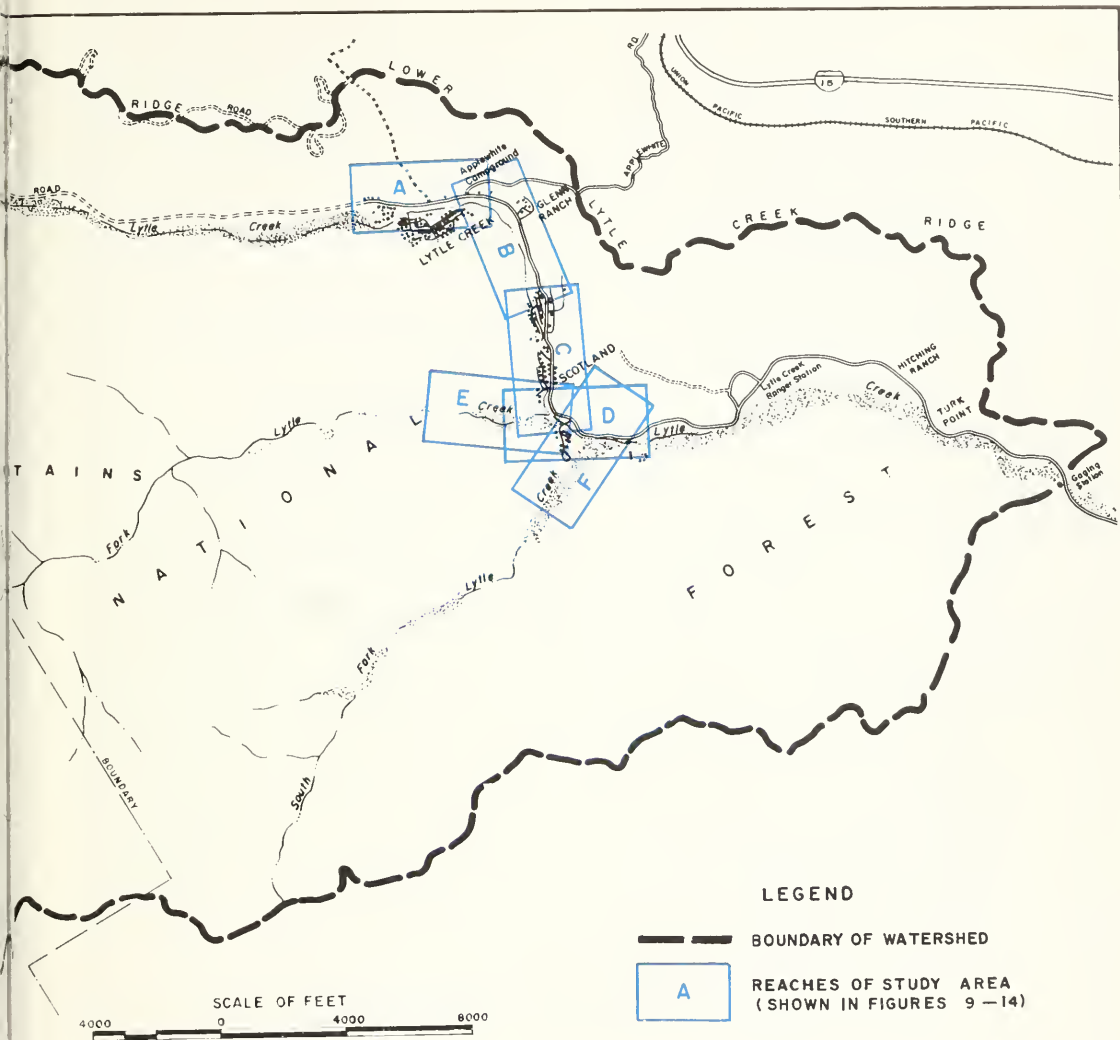 LOWER
RIDGE ROAD
RD
15
UNION PACIFIC
SOUTHERN PACIFIC
APPLEWHITE
Applewhite
Campground
A
ROAD
GLENN
RANCH
LYTLE
CREEK
RIDGE
Lytle Creek
LYTLE CREEK
B
C
SCOTLAND
HITCHING
RANCH
Lytle Creek
Ranger Station
Creek
TURK
POINT
E
Creek
D
Lytle
Lytle
F
Gaging
Station
TAINS
Fork
NATIONAL
Creek
FOREST
Lytle
Fork
BOUNDARY
South
LEGEND
BOUNDARY OF WATERSHED
A
REACHES OF STUDY AREA
(SHOWN IN FIGURES 9 – 14)
SCALE OF FEET
4000 0 4000 8000